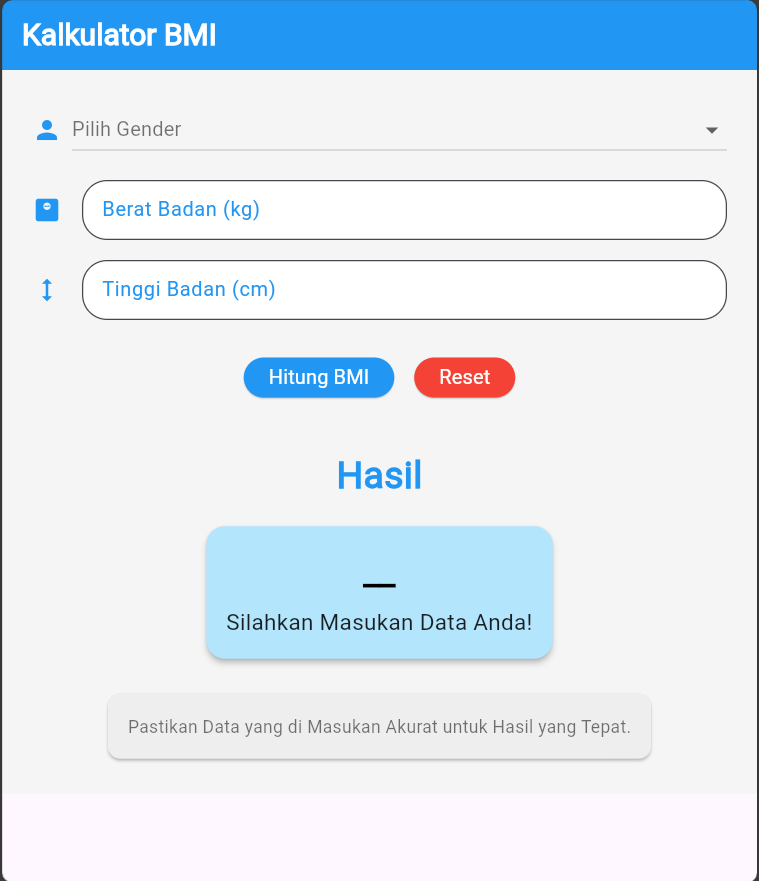 Kalkulator BMI
Pilih Gender
Berat Badan (kg)
Tinggi Badan (cm)
Hitung BMI
Reset
Hasil
—
Silahkan Masukan Data Anda!
Pastikan Data yang di Masukan Akurat untuk Hasil yang Tepat.